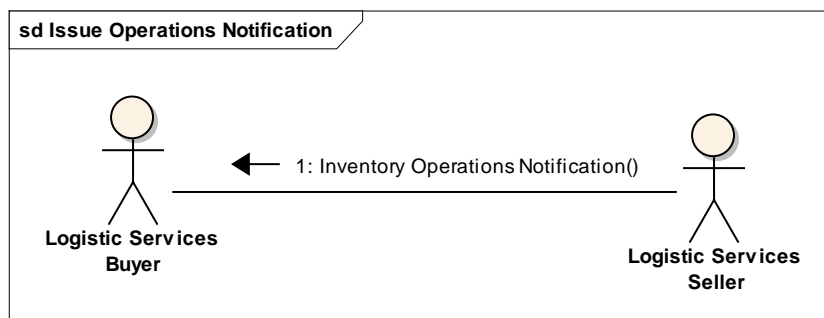 sd Issue Operations Notification
1: Inventory Operations Notification()
Logistic Services
Buyer
Logistic Services
Seller